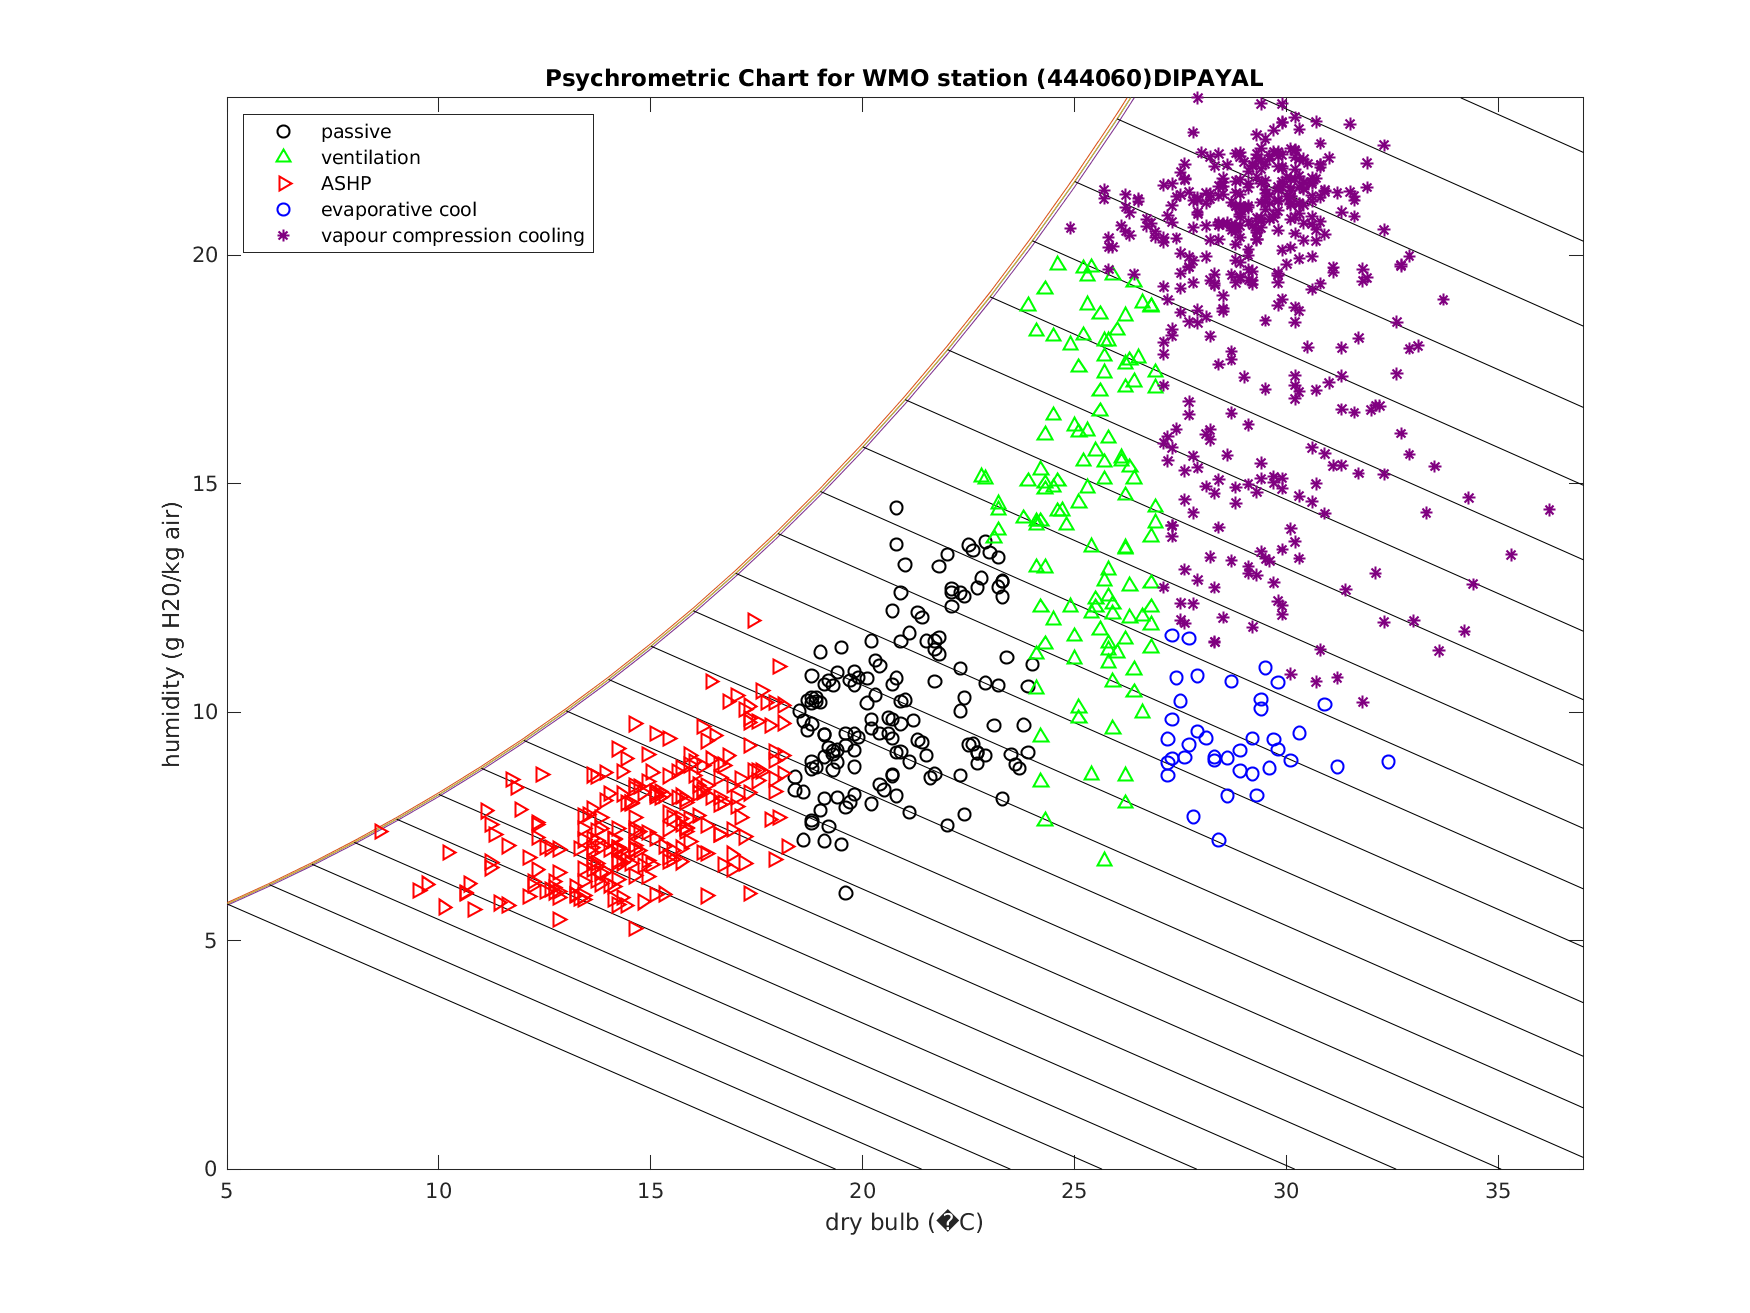 Psychrometric Chart for WMO station (444060)DIPAYAL
passive
ventilation
ASHP
evaporative cool
vapour compression cooling
humidity (g H20/kg air)
20
15
10
5
0
5 10 15 20 25 30 35
dry bulb (�C)